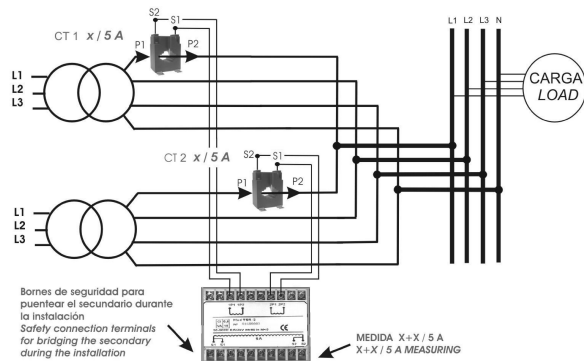 S2 S1
CT 1 x / 5 A
P1 P2
L1
L2
L3
L1 L2 L3 N
CARGA
LOAD
S2 S1
CT 2 x / 5 A
P1 P2
L1
L2
L3
Bornes de seguridad para
puentear el secundario durante
la instalación
Safety connection terminals
for bridging the secondary
during the installation
MEDIDA X+X / 5 A
X+X / 5 A MEASURING